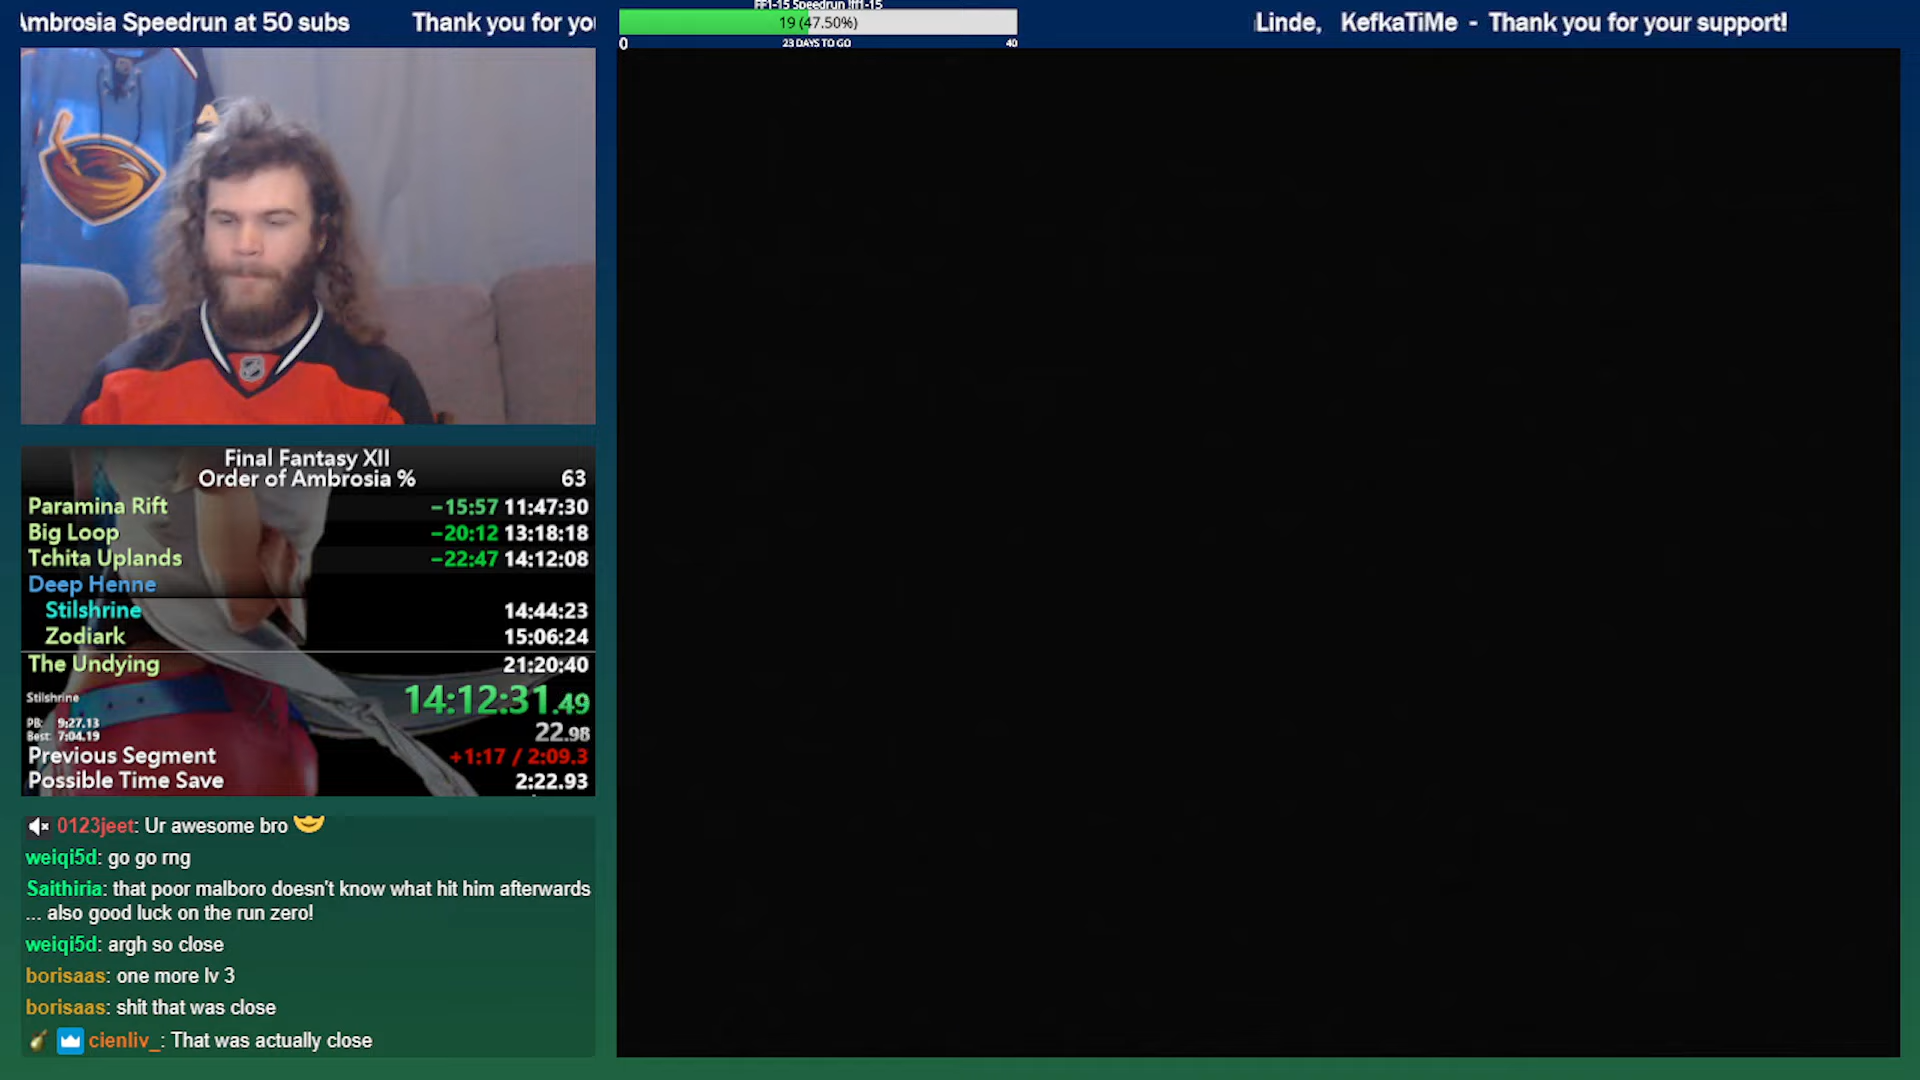 Ambrosia Speedrun at 50 subs
Thank you for you
FF1-15 Speedrun !ff1-15
19 (47.50%)
0
23 DAYS TO GO
40
Linde, KefkaTiMe - Thank you for your support!
Final Fantasy XII
Order of Ambrosia %
63
Paramina Rift -15:57 11:47:30
Big Loop -20:12 13:18:18
Tchita Uplands -22:47 14:12:08
Deep Henne
Stilshrine 14:44:23
Zodiark 15:06:24
The Undying 21:20:40
Stilshrine
14:12:31.49
PB: 9:27.13
Best: 7:04.19
22.98
Previous Segment +1:17 / 2:09.3
Possible Time Save 2:22.93
0123jeet: Ur awesome bro
weiqi5d: go go rng
Saithiria: that poor malboro doesn't know what hit him afterwards
... also good luck on the run zero!
weiqi5d: argh so close
borisaas: one more lv 3
borisaas: shit that was close
cienliv_: That was actually close